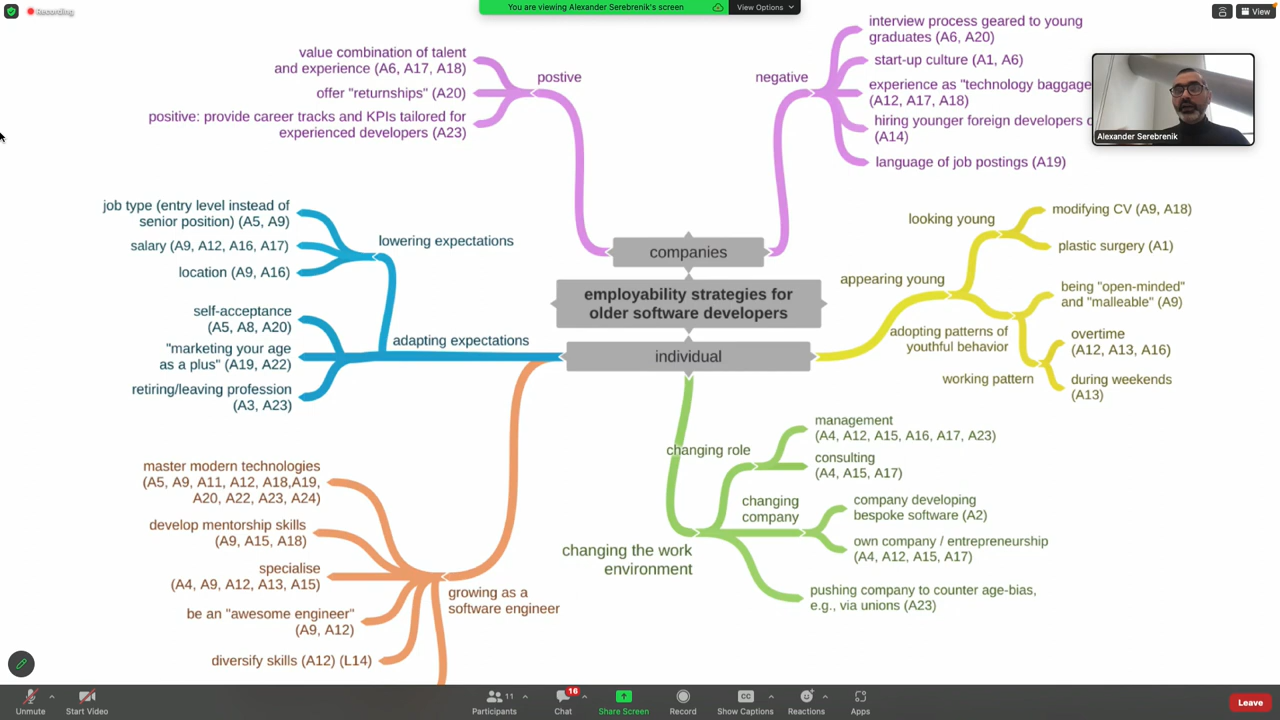 Recording
You are viewing Alexander Serebrenik's screen
View Options
View
value combination of talent
and experience (A6, A17, A18)
offer "returnships" (A20)
positive: provide career tracks and KPIs tailored for
experienced developers (A23)
postive
negative
interview process geared to young
graduates (A6, A20)
start-up culture (A1, A6)
experience as "technology baggage
(A12, A17, A18)
hiring younger foreign developers
(A14)
language of job postings (A19)
Alexander Serebrenik
companies
employability strategies for
older software developers
individual
job type (entry level instead of
senior position) (A5, A9)
salary (A9, A12, A16, A17)
location (A9, A16)
lowering expectations
self-acceptance
(A5, A8, A20)
"marketing your age
as a plus" (A19, A22)
retiring/leaving profession
(A3, A23)
adapting expectations
looking young
modifying CV (A9, A18)
plastic surgery (A1)
appearing young
being "open-minded"
and "malleable" (A9)
adopting patterns of
youthful behavior
overtime
(A12, A13, A16)
working pattern
during weekends
(A13)
master modern technologies
(A5, A9, A11, A12, A18,A19,
A20, A22, A23, A24)
develop mentorship skills
(A9, A15, A18)
specialise
(A4, A9, A12, A13, A15)
be an "awesome engineer"
(A9, A12)
diversify skills (A12) (L14)
growing as a
software engineer
changing role
management
(A4, A12, A15, A16, A17, A23)
consulting
(A4, A15, A17)
changing
company
company developing
bespoke software (A2)
own company / entrepreneurship
(A4, A12, A15, A17)
changing the work
environment
pushing company to counter age-bias,
e.g., via unions (A23)
Unmute
Start Video
Participants
11
Chat
16
Share Screen
Record
Show Captions
Reactions
Apps
Leave